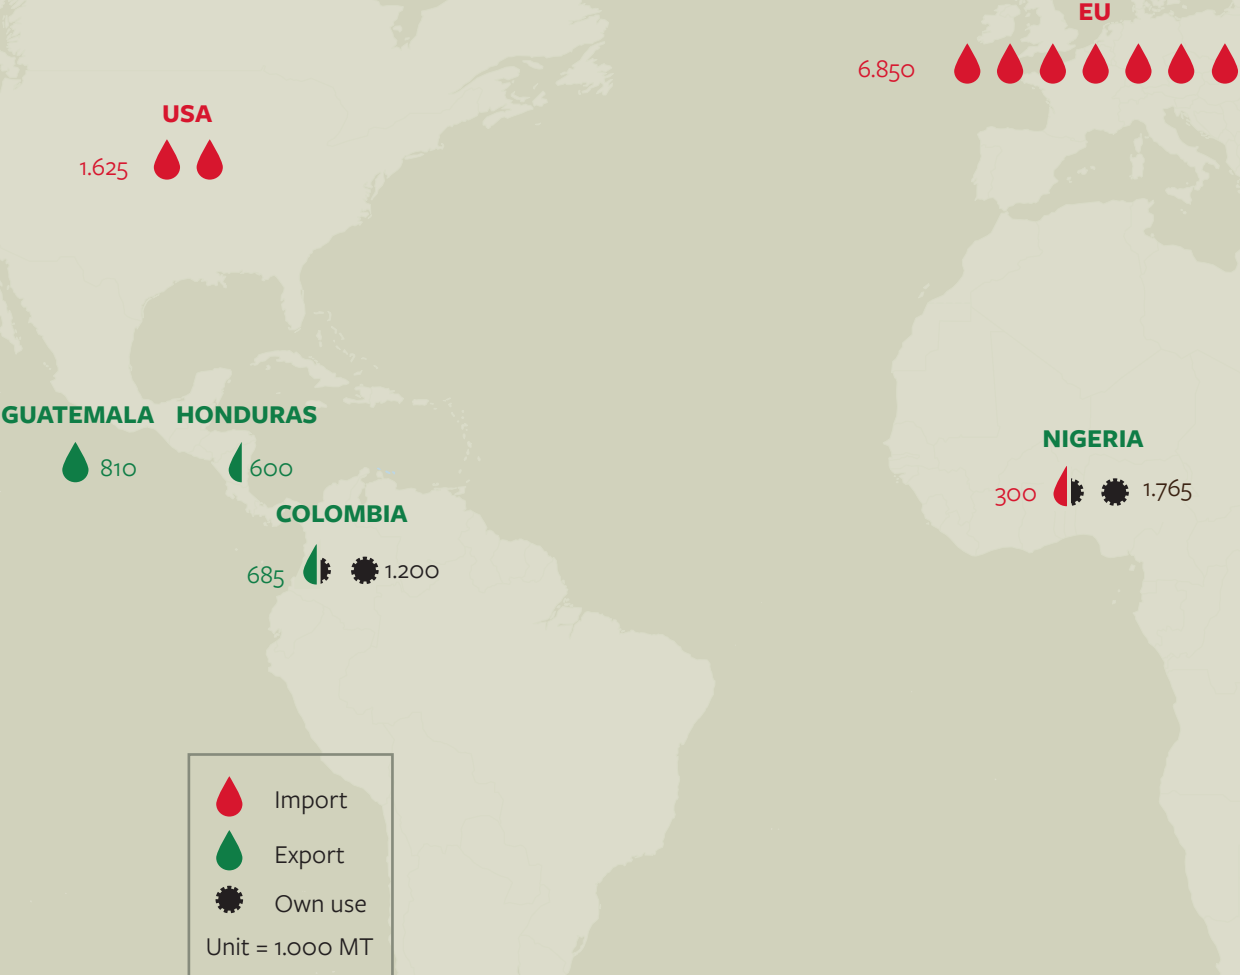 EU
6.850
USA
1.625
GUATEMALA HONDURAS
810 600
NIGERIA
300 1.765
COLOMBIA
685 1.200
Import
Export
Own use
Unit = 1.000 MT